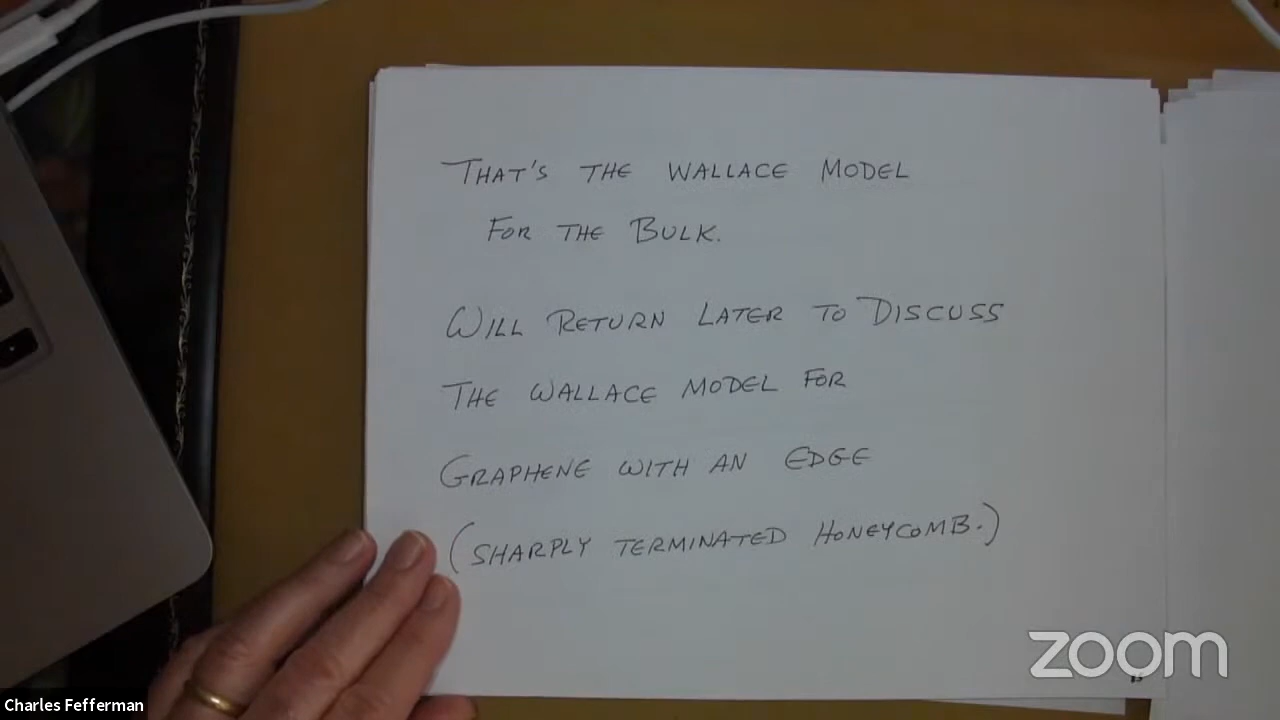 THAT'S THE WALLACE MODEL
FOR THE BULK.
WILL RETURN LATER TO DISCUSS
THE WALLACE MODEL FOR
GRAPHENE WITH AN EDGE
(SHARPLY TERMINATED HONEYCOMB.)
zoom
Charles Fefferman